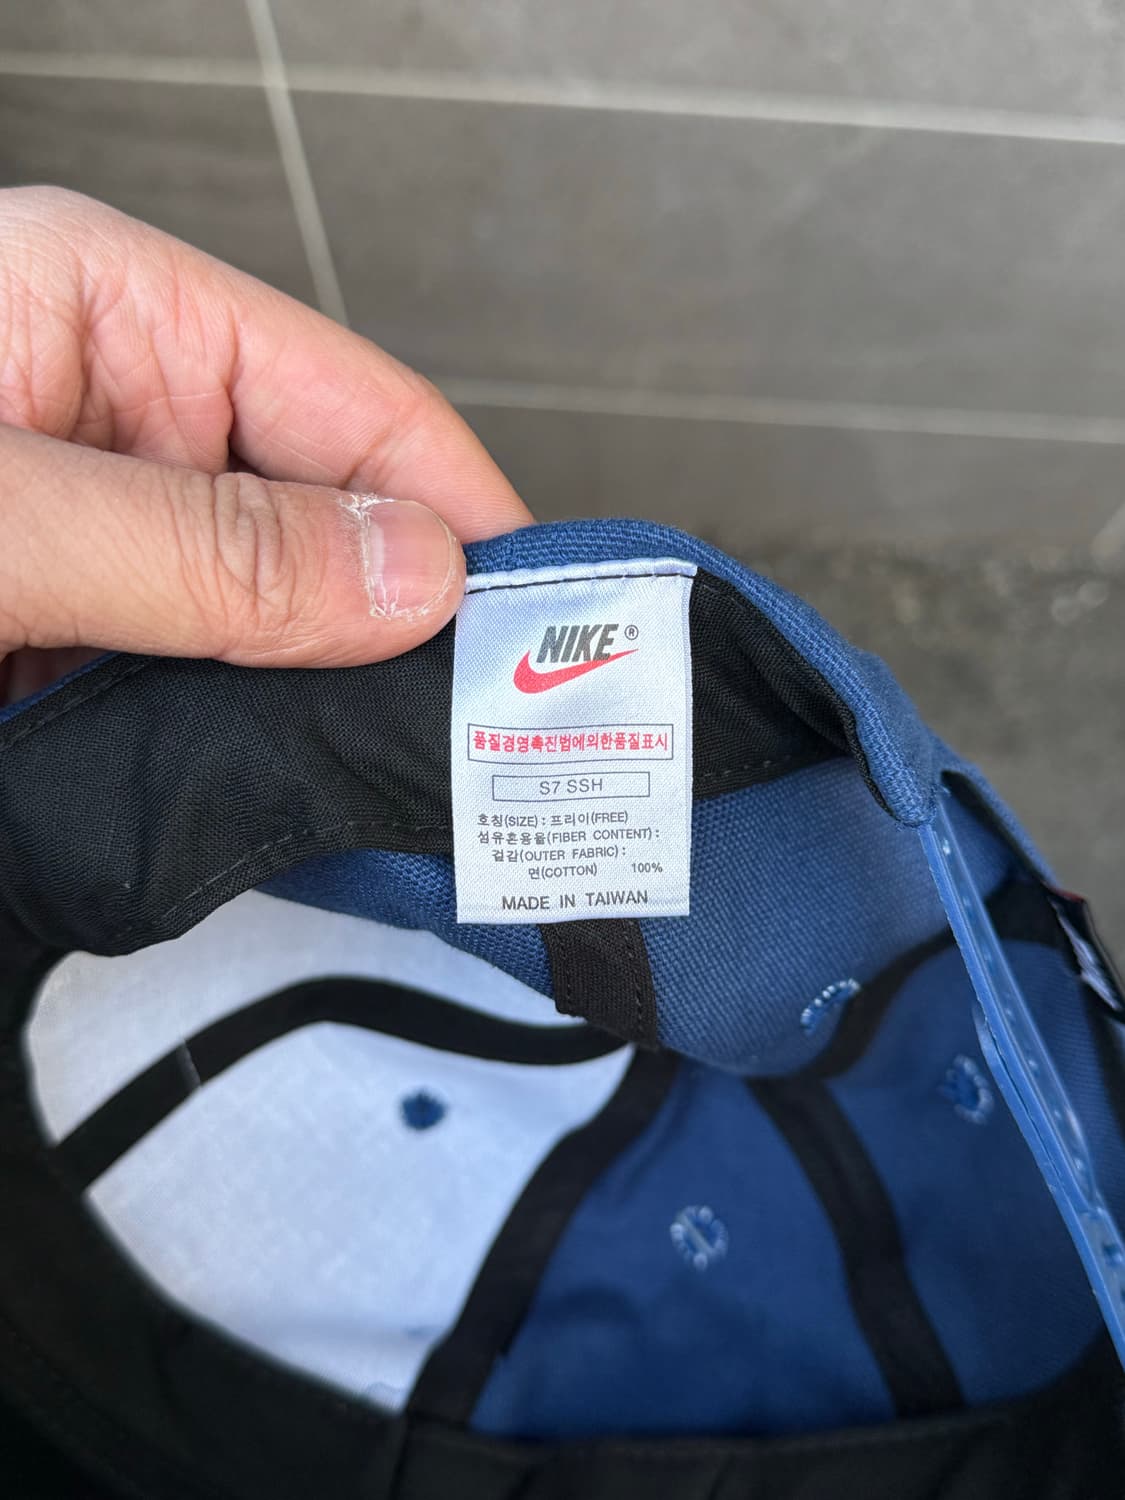 NIKE ®
품질경영촉진법에의한품질표시
S7 SSH
호칭(SIZE) : 프리이(FREE)
섬유혼용율(FIBER CONTENT) :
겉감(OUTER FABRIC) :
면(COTTON) 100%
MADE IN TAIWAN